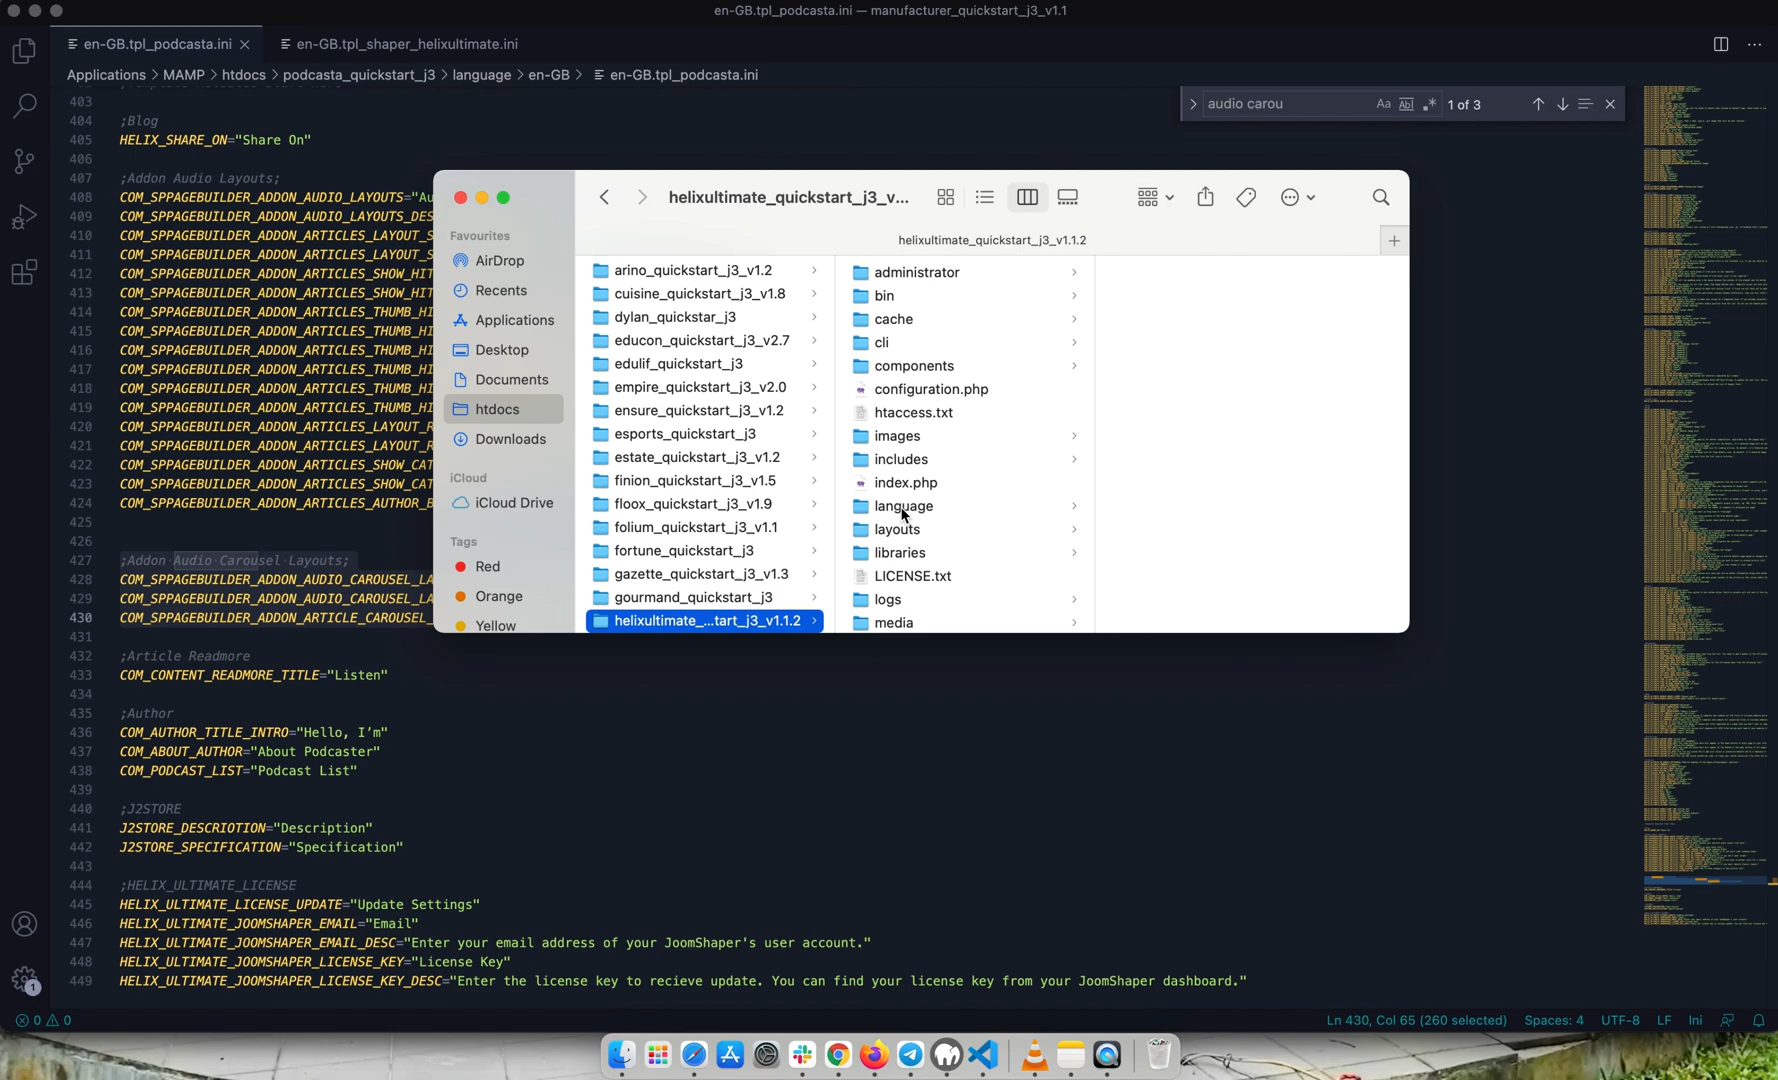 en-GB.tpl_podcasta.ini — manufacturer_quickstart_j3_v1.1
en-GB.tpl_podcasta.ini
en-GB.tpl_shaper_helixultimate.ini
Applications > MAMP > htdocs > podcasta_quickstart_j3 > language > en-GB > en-GB.tpl_podcasta.ini
audio carou
Aa
Abl
1 of 3
403
404 ;Blog
405 HELIX_SHARE_ON="Share On"
406
407 ;Addon Audio Layouts;
408 COM_SPPAGEBUILDER_ADDON_AUDIO_LAYOUTS="Au
409 COM_SPPAGEBUILDER_ADDON_AUDIO_LAYOUTS_DES
410 COM_SPPAGEBUILDER_ADDON_ARTICLES_LAYOUT_S
411 COM_SPPAGEBUILDER_ADDON_ARTICLES_LAYOUT_S
412 COM_SPPAGEBUILDER_ADDON_ARTICLES_SHOW_HIT
413 COM_SPPAGEBUILDER_ADDON_ARTICLES_SHOW_HIT
414 COM_SPPAGEBUILDER_ADDON_ARTICLES_THUMB_HI
415 COM_SPPAGEBUILDER_ADDON_ARTICLES_THUMB_HI
416 COM_SPPAGEBUILDER_ADDON_ARTICLES_THUMB_HI
417 COM_SPPAGEBUILDER_ADDON_ARTICLES_THUMB_HI
418 COM_SPPAGEBUILDER_ADDON_ARTICLES_THUMB_HI
419 COM_SPPAGEBUILDER_ADDON_ARTICLES_THUMB_HI
420 COM_SPPAGEBUILDER_ADDON_ARTICLES_LAYOUT_R
421 COM_SPPAGEBUILDER_ADDON_ARTICLES_LAYOUT_R
422 COM_SPPAGEBUILDER_ADDON_ARTICLES_SHOW_CAT
423 COM_SPPAGEBUILDER_ADDON_ARTICLES_SHOW_CAT
424 COM_SPPAGEBUILDER_ADDON_ARTICLES_AUTHOR_B
425
426
427 ;Addon Audio Carousel Layouts;
428 COM_SPPAGEBUILDER_ADDON_AUDIO_CAROUSEL_LA
429 COM_SPPAGEBUILDER_ADDON_AUDIO_CAROUSEL_LA
430 COM_SPPAGEBUILDER_ADDON_ARTICLE_CAROUSEL_
431
432 ;Article Readmore
433 COM_CONTENT_READMORE_TITLE="Listen"
434
435 ;Author
436 COM_AUTHOR_TITLE_INTRO="Hello, I’m"
437 COM_ABOUT_AUTHOR="About Podcaster"
438 COM_PODCAST_LIST="Podcast List"
439
440 ;J2STORE
441 J2STORE_DESCRIOTION="Description"
442 J2STORE_SPECIFICATION="Specification"
443
444 ;HELIX_ULTIMATE_LICENSE
445 HELIX_ULTIMATE_LICENSE_UPDATE="Update Settings"
446 HELIX_ULTIMATE_JOOMSHAPER_EMAIL="Email"
447 HELIX_ULTIMATE_JOOMSHAPER_EMAIL_DESC="Enter your email address of your JoomShaper's user account."
448 HELIX_ULTIMATE_JOOMSHAPER_LICENSE_KEY="License Key"
449 HELIX_ULTIMATE_JOOMSHAPER_LICENSE_KEY_DESC="Enter the license key to recieve update. You can find your license key from your JoomShaper dashboard."
helixultimate_quickstart_j3_v...
helixultimate_quickstart_j3_v1.1.2
Favourites
AirDrop
Recents
Applications
Desktop
Documents
htdocs
Downloads
iCloud
iCloud Drive
Tags
Red
Orange
Yellow
arino_quickstart_j3_v1.2
cuisine_quickstart_j3_v1.8
dylan_quickstar_j3
educon_quickstart_j3_v2.7
edulif_quickstart_j3
empire_quickstart_j3_v2.0
ensure_quickstart_j3_v1.2
esports_quickstart_j3
estate_quickstart_j3_v1.2
finion_quickstart_j3_v1.5
floox_quickstart_j3_v1.9
folium_quickstart_j3_v1.1
fortune_quickstart_j3
gazette_quickstart_j3_v1.3
gourmand_quickstart_j3
helixultimate_...tart_j3_v1.1.2
administrator
bin
cache
cli
components
configuration.php
htaccess.txt
images
includes
index.php
language
layouts
libraries
LICENSE.txt
logs
media
1
0 0
Ln 430, Col 65 (260 selected)
Spaces: 4
UTF-8
LF
Ini